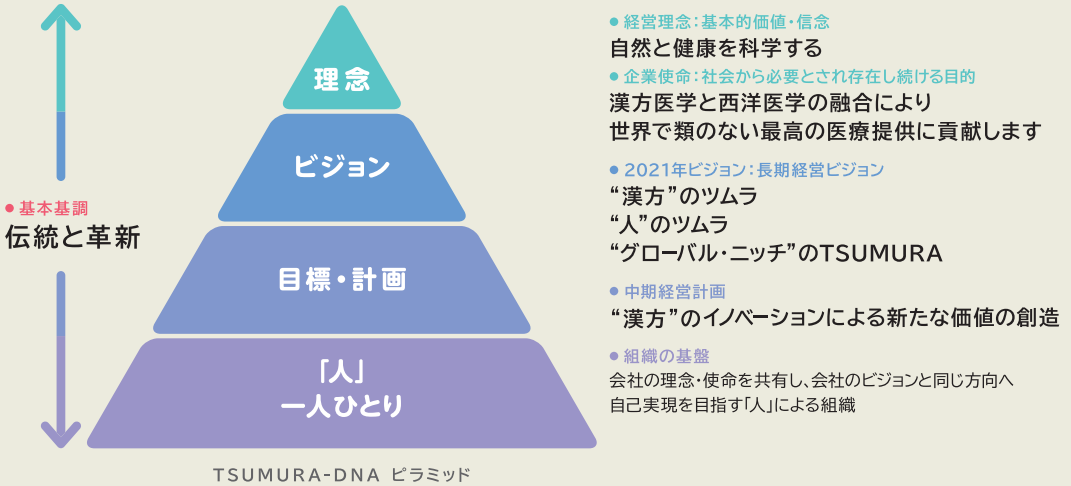 ●基本基調
伝統と革新
理念
ビジョン
目標・計画
「人」
一人ひとり
TSUMURA-DNA ピラミッド
●経営理念：基本的価値・信念
自然と健康を科学する
●企業使命：社会から必要とされ存在し続ける目的
漢方医学と西洋医学の融合により
世界で類のない最高の医療提供に貢献します
●2021年ビジョン：長期経営ビジョン
“漢方”のツムラ
“人”のツムラ
“グローバル・ニッチ”のTSUMURA
●中期経営計画
“漢方”のイノベーションによる新たな価値の創造
●組織の基盤
会社の理念・使命を共有し、会社のビジョンと同じ方向へ
自己実現を目指す「人」による組織